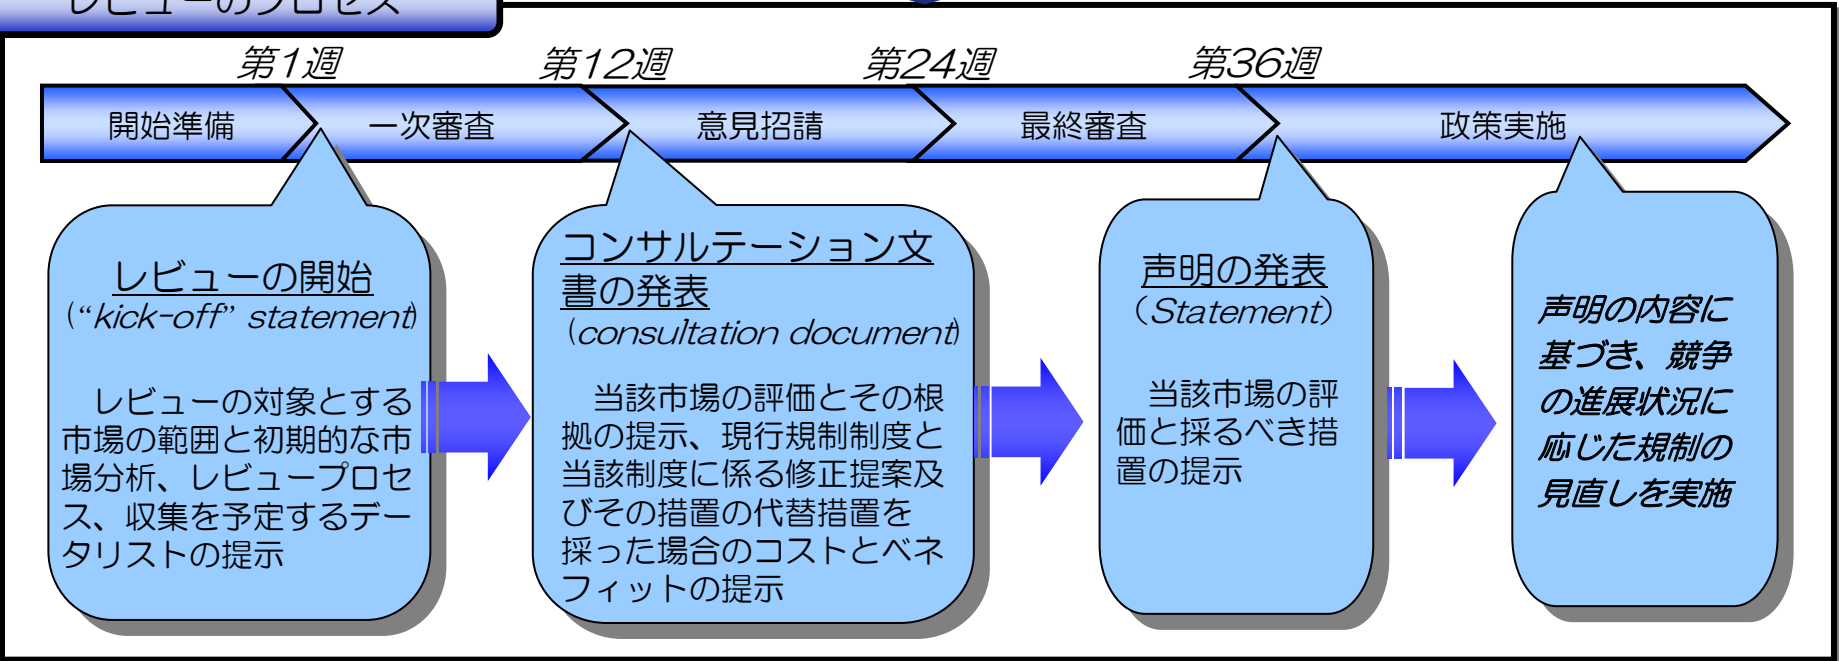 レビューのプロセス
第1週
第12週
第24週
第36週
開始準備
一次審査
意見招請
最終審査
政策実施
レビューの開始
(“kick-off” statement)
レビューの対象とする
市場の範囲と初期的な市
場分析、レビュープロセ
ス、収集を予定するデー
タリストの提示
コンサルテーション文
書の発表
(consultation document)
当該市場の評価とその根
拠の提示、現行規制制度と
当該制度に係る修正提案及
びその措置の代替措置を
採った場合のコストとベネ
フィットの提示
声明の発表
(Statement)
当該市場の評
価と採るべき措
置の提示
声明の内容に
基づき、競争
の進展状況に
応じた規制の
見直しを実施